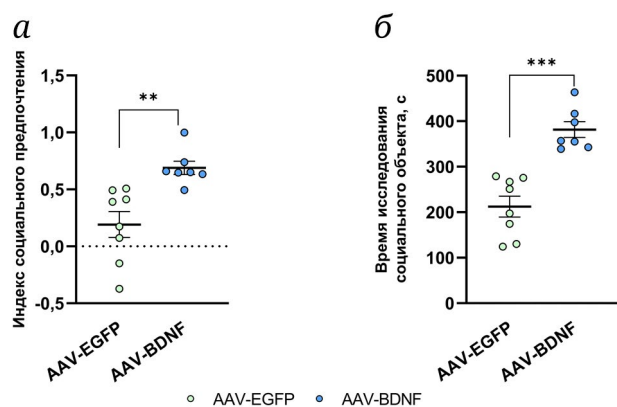 а
Индекс социального предпочтения
1,5
1,0
0,5
0,0
-0,5
**
AAV-EGFP
AAV-BDNF
б
Время исследования
социального объекта, с
500
400
300
200
100
0
***
AAV-EGFP
AAV-BDNF
AAV-EGFP AAV-BDNF